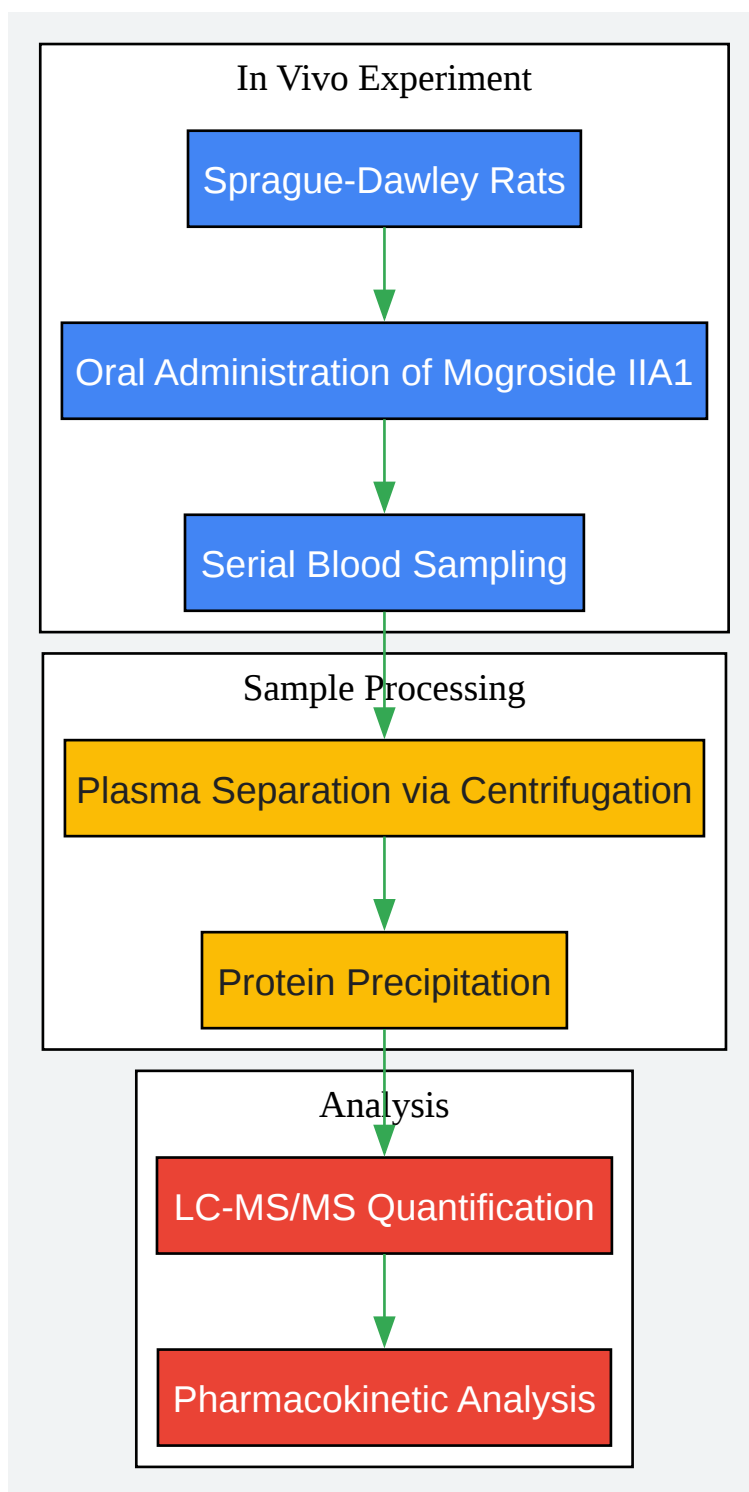 In Vivo Experiment
Sprague-Dawley Rats
Oral Administration of Mogroside IIA1
Serial Blood Sampling
Sample Processing
Plasma Separation via Centrifugation
Protein Precipitation
Analysis
LC-MS/MS Quantification
Pharmacokinetic Analysis